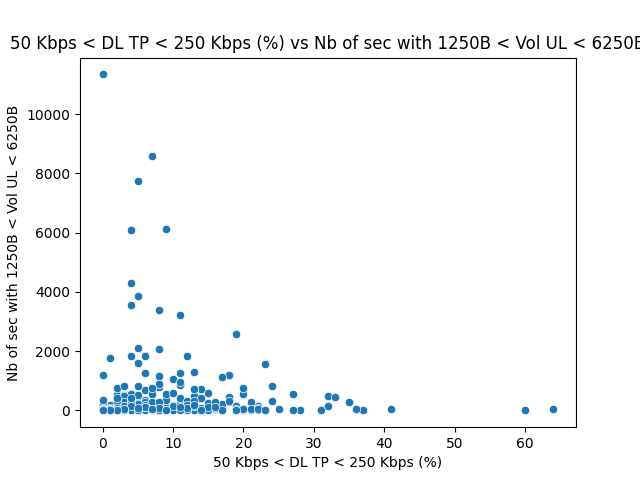 50 Kbps < DL TP < 250 Kbps (%) vs Nb of sec with 1250B < Vol UL < 6250B
10000
8000
6000
4000
2000
0
Nb of sec with 1250B < Vol UL < 6250B
0 10 20 30 40 50 60
50 Kbps < DL TP < 250 Kbps (%)